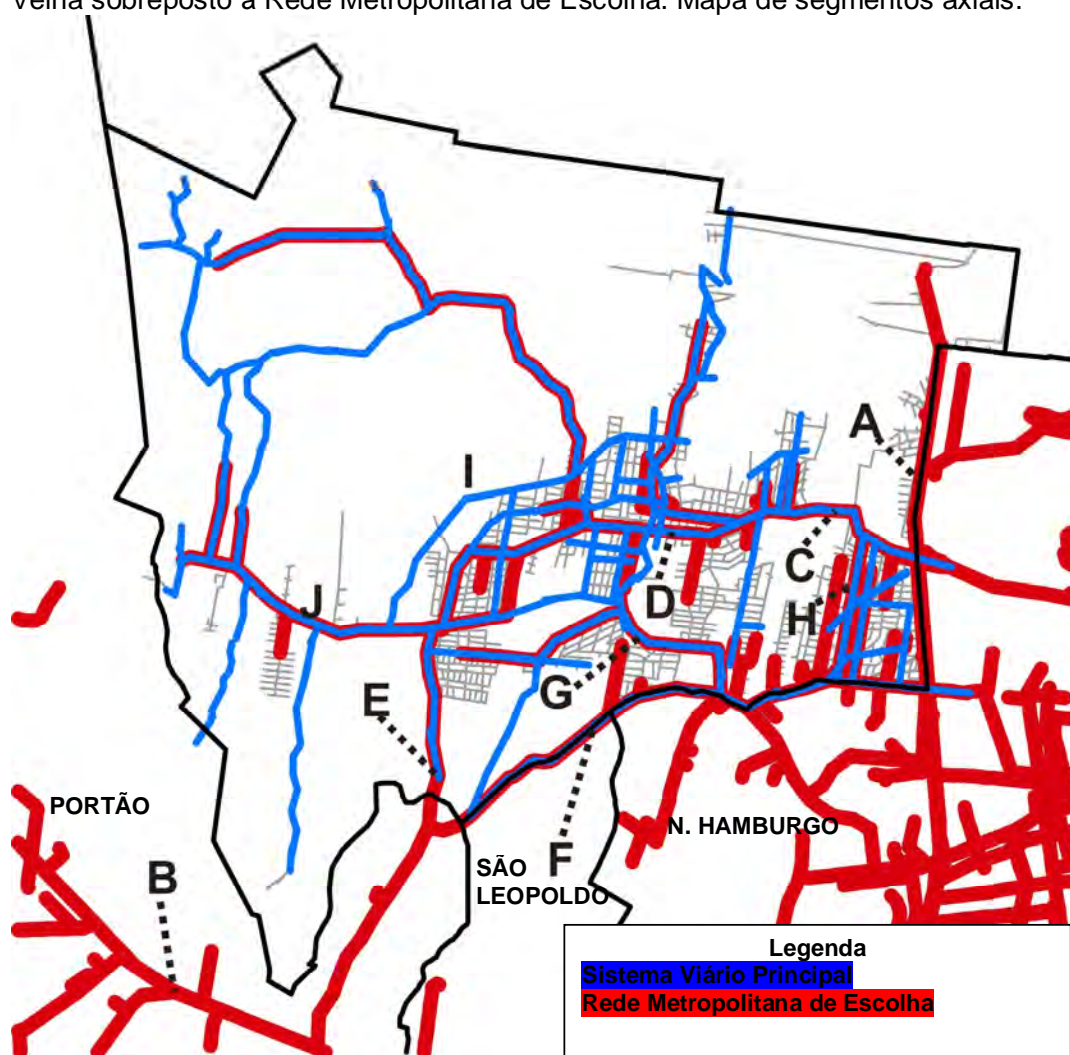 Velha sobreposto à Rede Metropolitana de Escolha. Mapa de segmentos axiais.
A
I
C
J
D
H
E
G
PORTÃO
N. HAMBURGO
B
SÃO
LEOPOLDO
F
Legenda
Sistema Viário Principal
Rede Metropolitana de Escolha